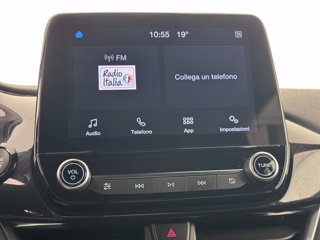 10:55 19°
FM
Radio
Italia
Collega un telefono
Audio Telefono App Impostazioni
VOL
TUNE